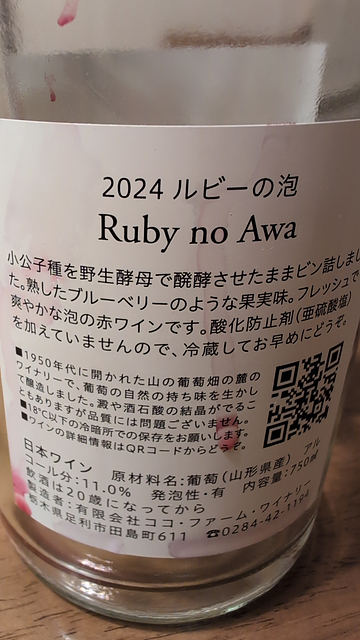 2024 ルビーの泡
Ruby no Awa
小公子種を野生酵母で醗酵させたままビン詰しまし
た。熟したブルーベリーのような果実味。フレッシュで
爽やかな泡の赤ワインです。酸化防止剤(亜硫酸塩)
を加えていませんので、冷蔵してお早めにどうぞ。
■1950年代に開かれた山の葡萄畑の麓の
ワイナリーで、葡萄の自然の持ち味を生かし
て醸造しました。澱や酒石酸の結晶がでるこ
ともありますが品質には問題ございません。
■18℃以下の冷暗所での保存をお願いします。
■ワインの詳細情報はQRコードからどうぞ。
日本ワイン 原材料名:葡萄(山形県産) アル
コール分:11.0% 発泡性・有 内容量:750㎖
飲酒は20歳になってから
製造者:有限会社ココ・ファーム・ワイナリー
栃木県足利市田島町611 ☎0284-42-1194